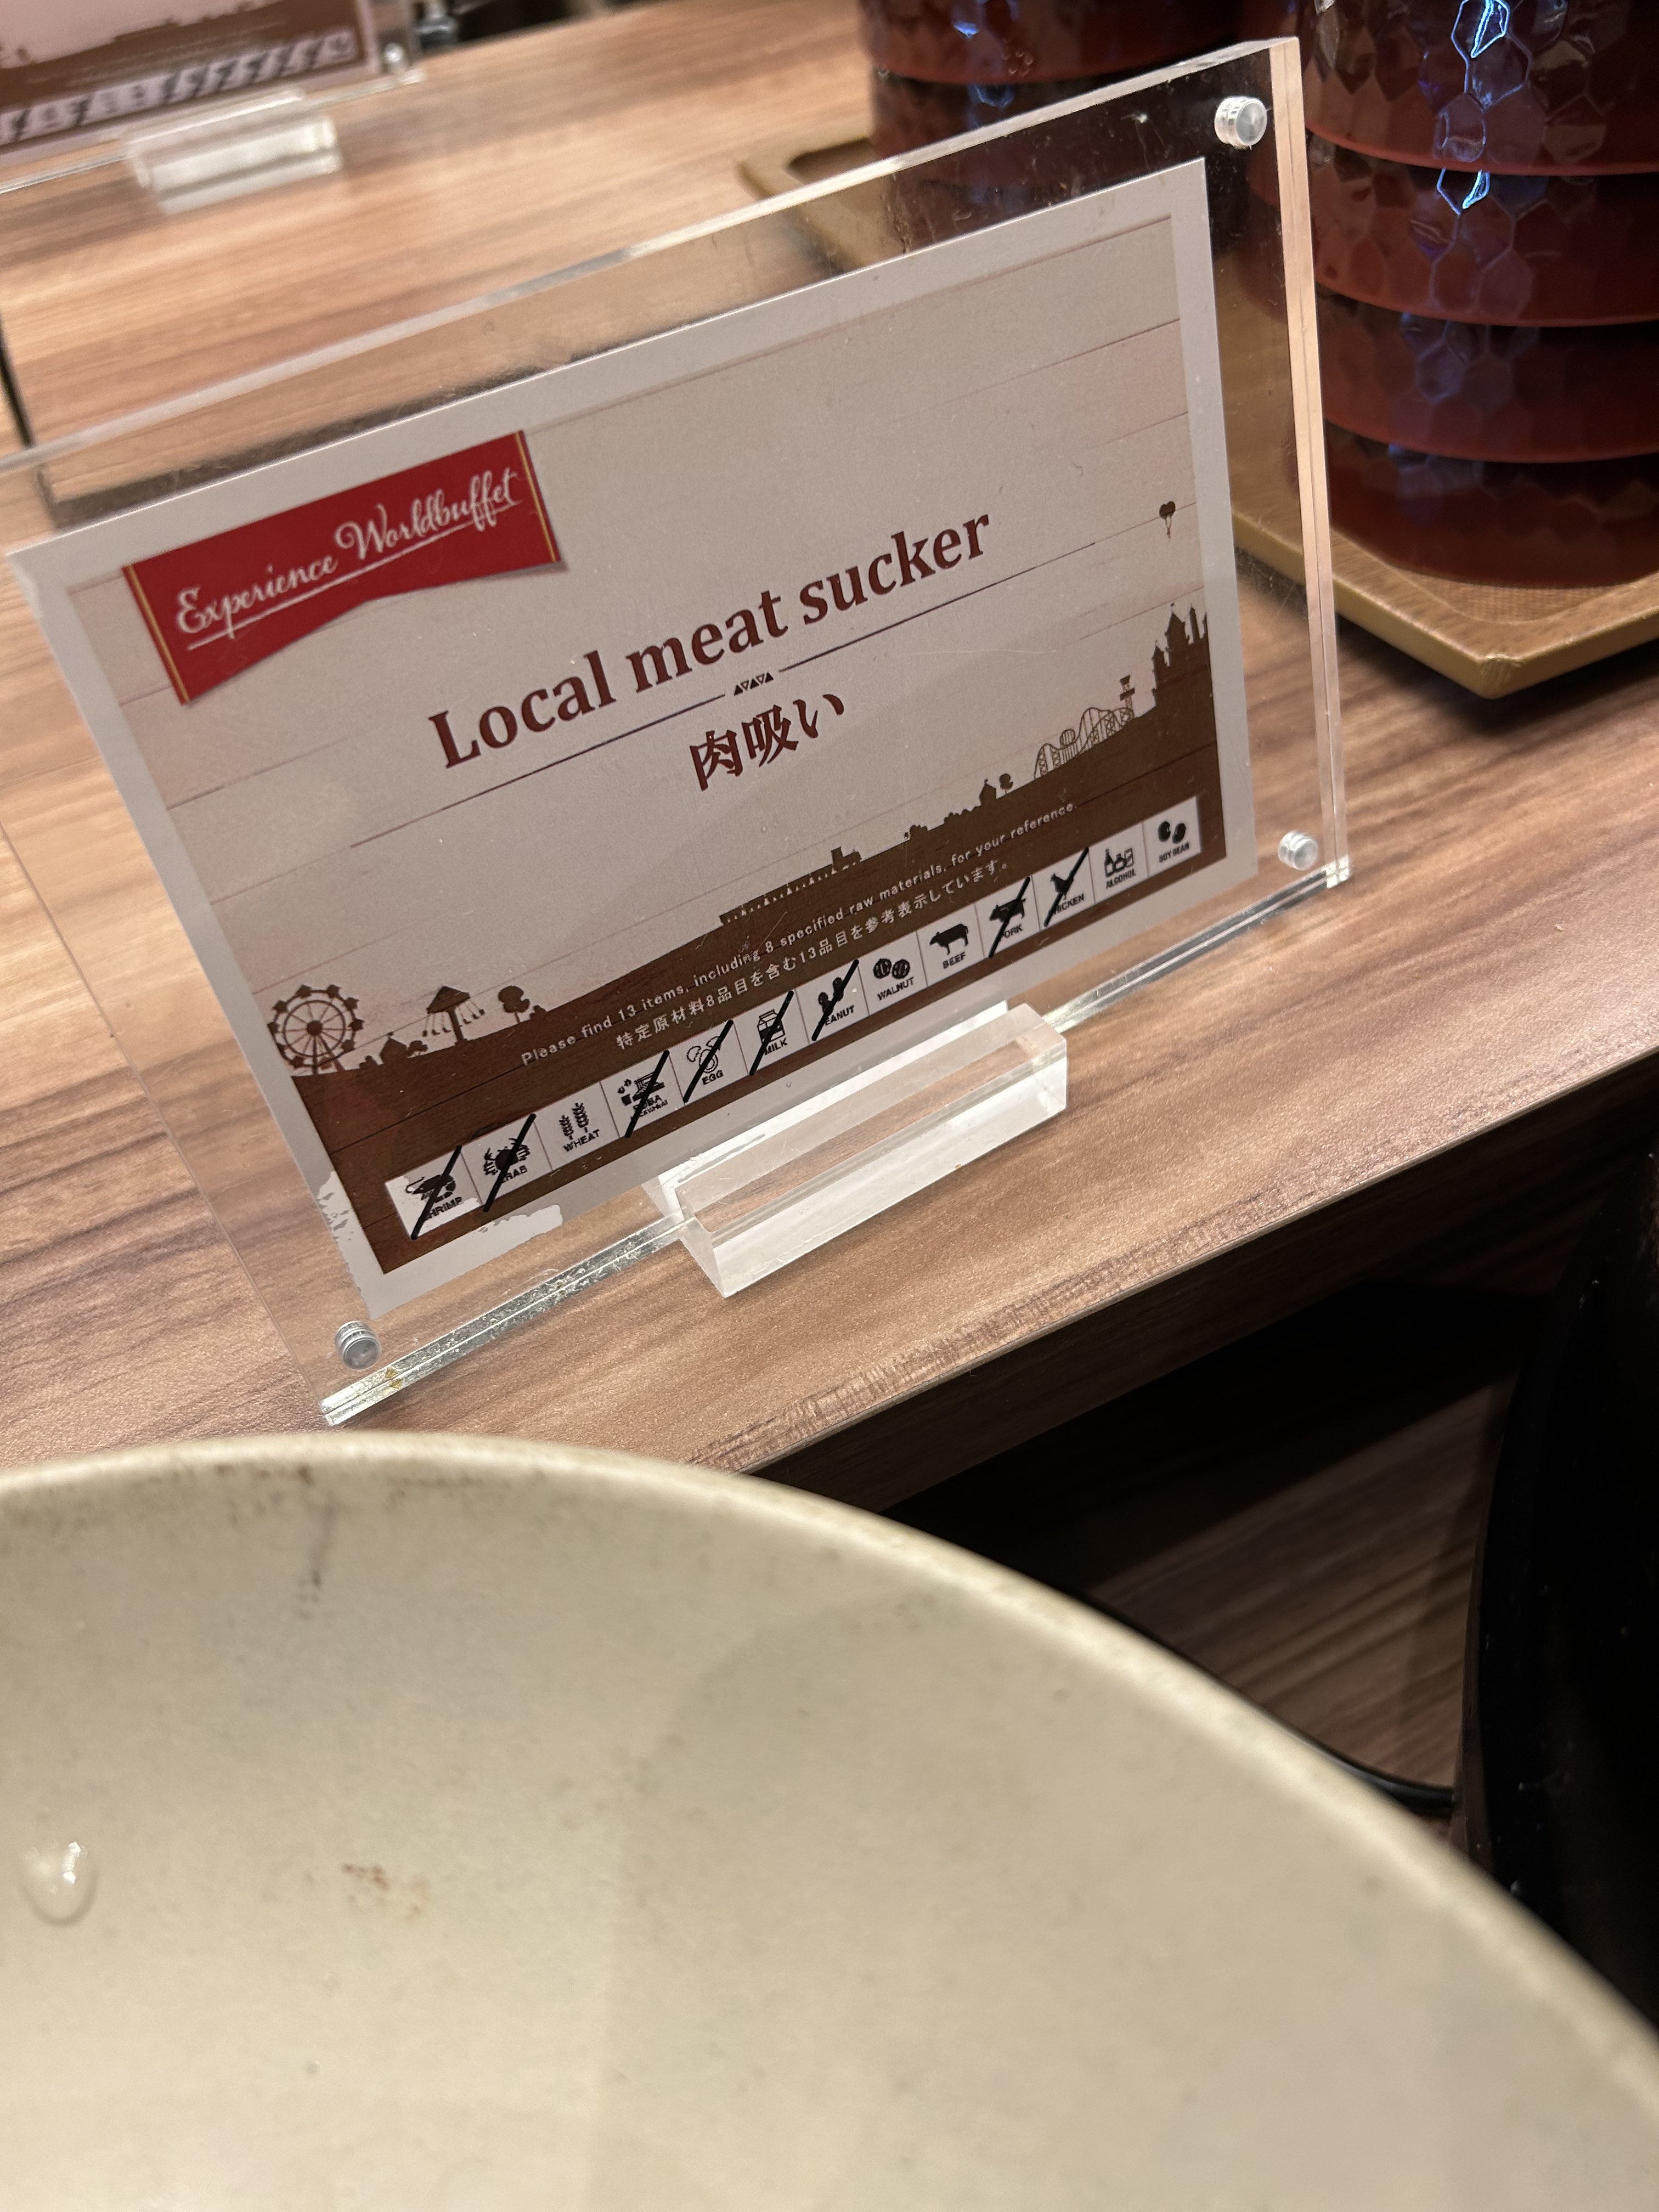 Experience Worldbuffet
Local meat sucker
肉吸い
Please find 13 items, including 8 specified raw materials, for your reference.
特定原材料8品目を含む13品目を参考表示しています。
SHRIMP CRAB WHEAT SOBA EGG MILK PEANUT WALNUT BEEF PORK CHICKEN ALCOHOL SOY BEAN